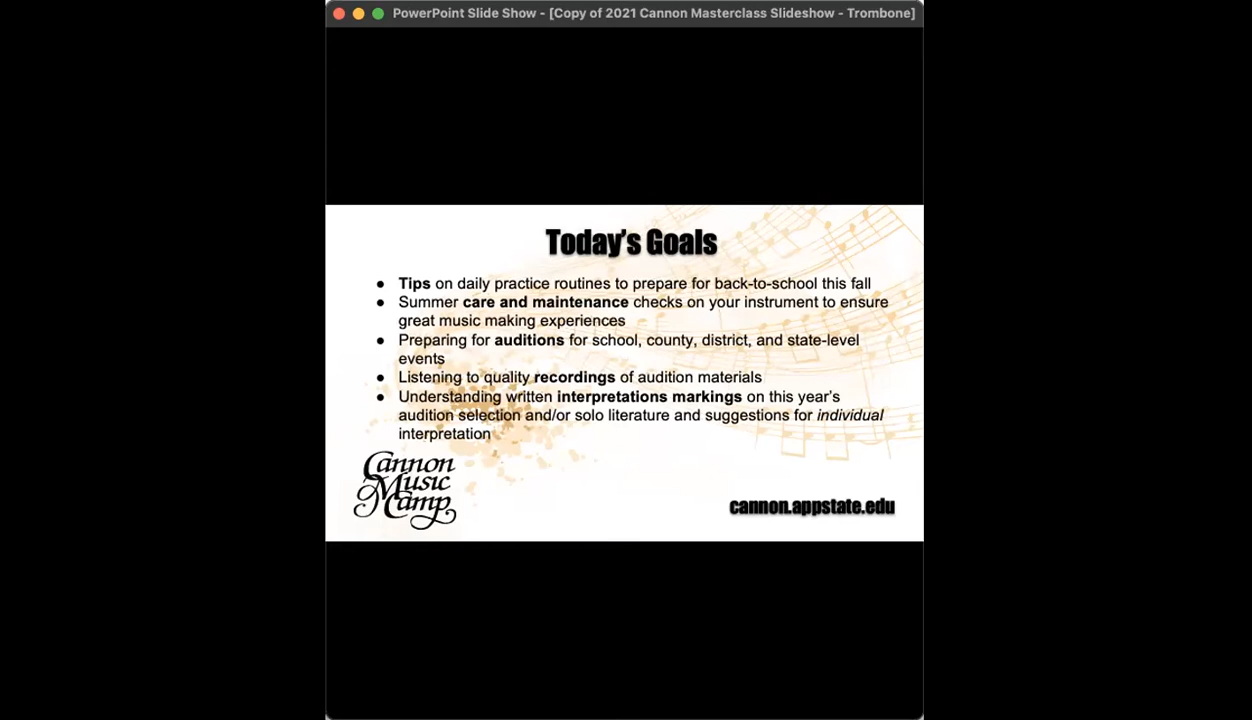 PowerPoint Slide Show - [Copy of 2021 Cannon Masterclass Slideshow - Trombone]
Today's Goals
● Tips on daily practice routines to prepare for back-to-school this fall
● Summer care and maintenance checks on your instrument to ensure
great music making experiences
● Preparing for auditions for school, county, district, and state-level
events
● Listening to quality recordings of audition materials
● Understanding written interpretations markings on this year's
audition selection and/or solo literature and suggestions for individual
interpretation
Cannon
Music
Camp
cannon.appstate.edu